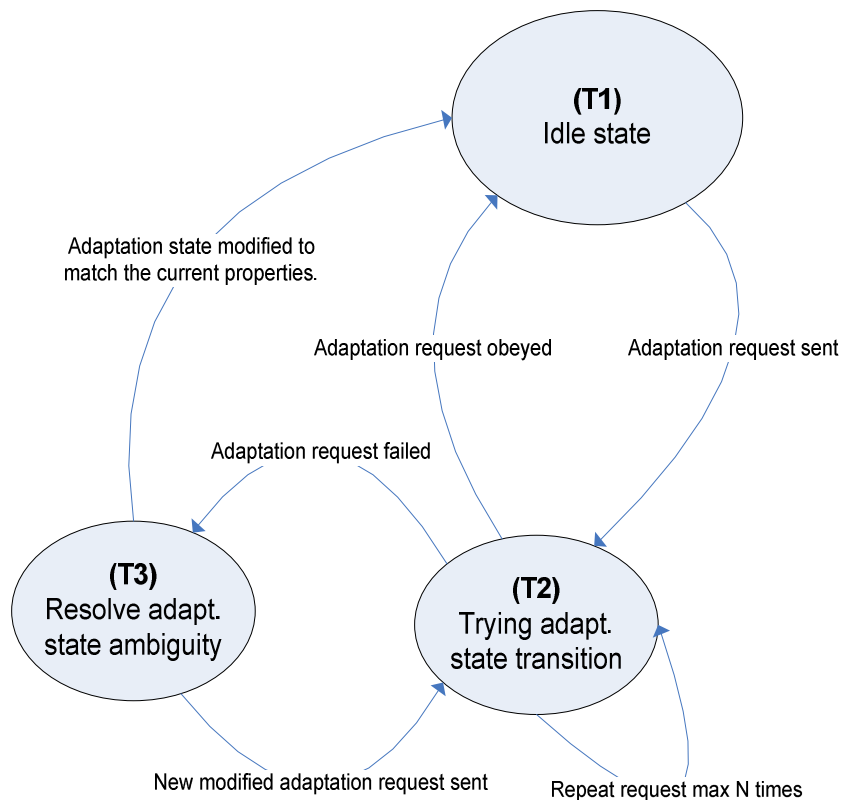 (T1)
Idle state
Adaptation state modified to
match the current properties.
Adaptation request obeyed
Adaptation request sent
Adaptation request failed
(T3)
Resolve adapt.
state ambiguity
(T2)
Trying adapt.
state transition
New modified adaptation request sent
Repeat request max N times